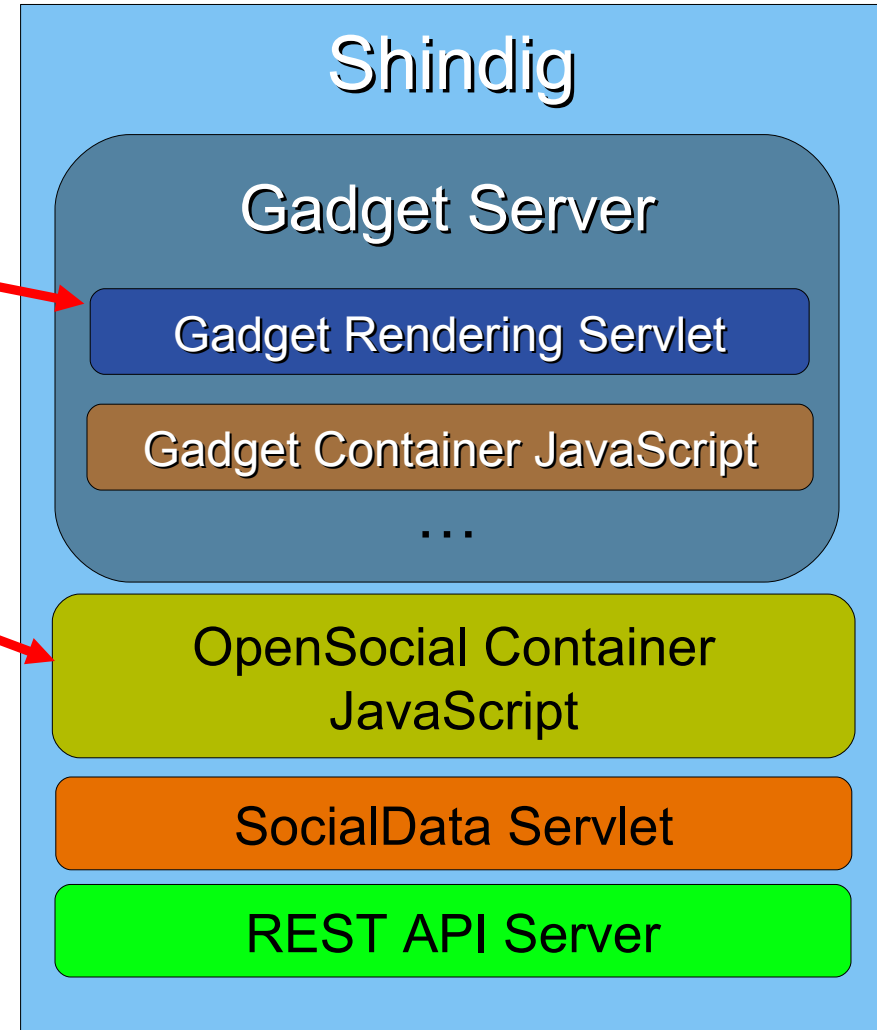 Shindig
Gadget Server
Gadget Rendering Servlet
Gadget Container JavaScript
…
OpenSocial Container
JavaScript
SocialData Servlet
REST API Server